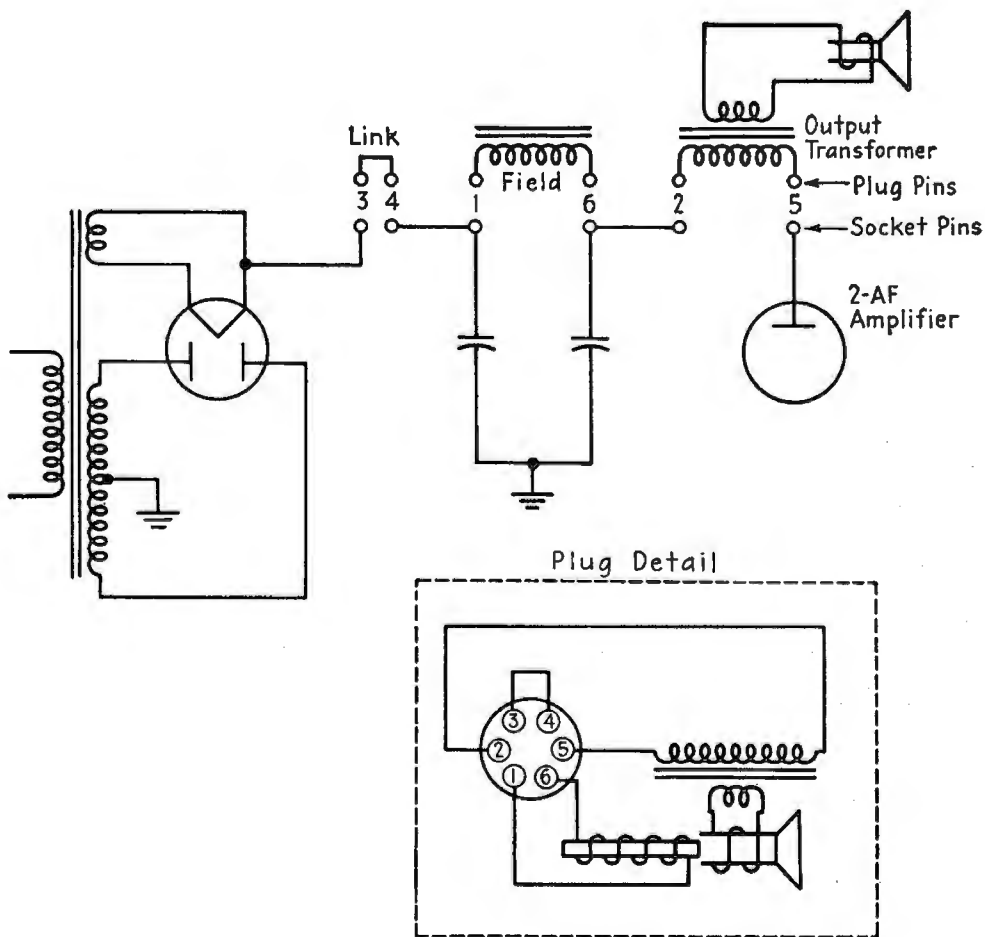 Link
3 4
Field
1
6
2
5
Output
Transformer
Plug Pins
Socket Pins
2-AF
Amplifier
Plug Detail
3 4
2 5
1 6